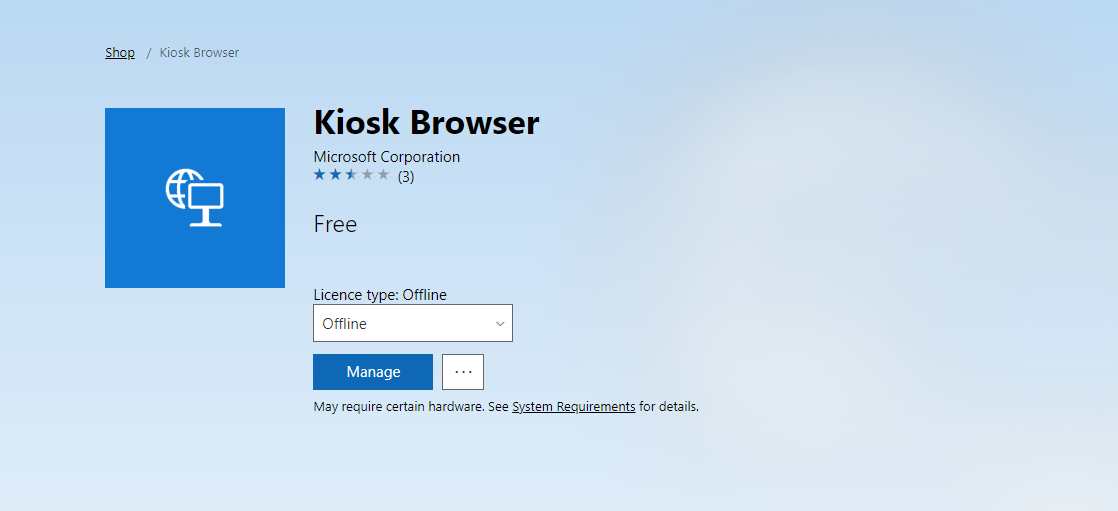 Shop / Kiosk Browser
Kiosk Browser
Microsoft Corporation
(3)
Free
Licence type: Offline
Offline
Manage
...
May require certain hardware. See System Requirements for details.